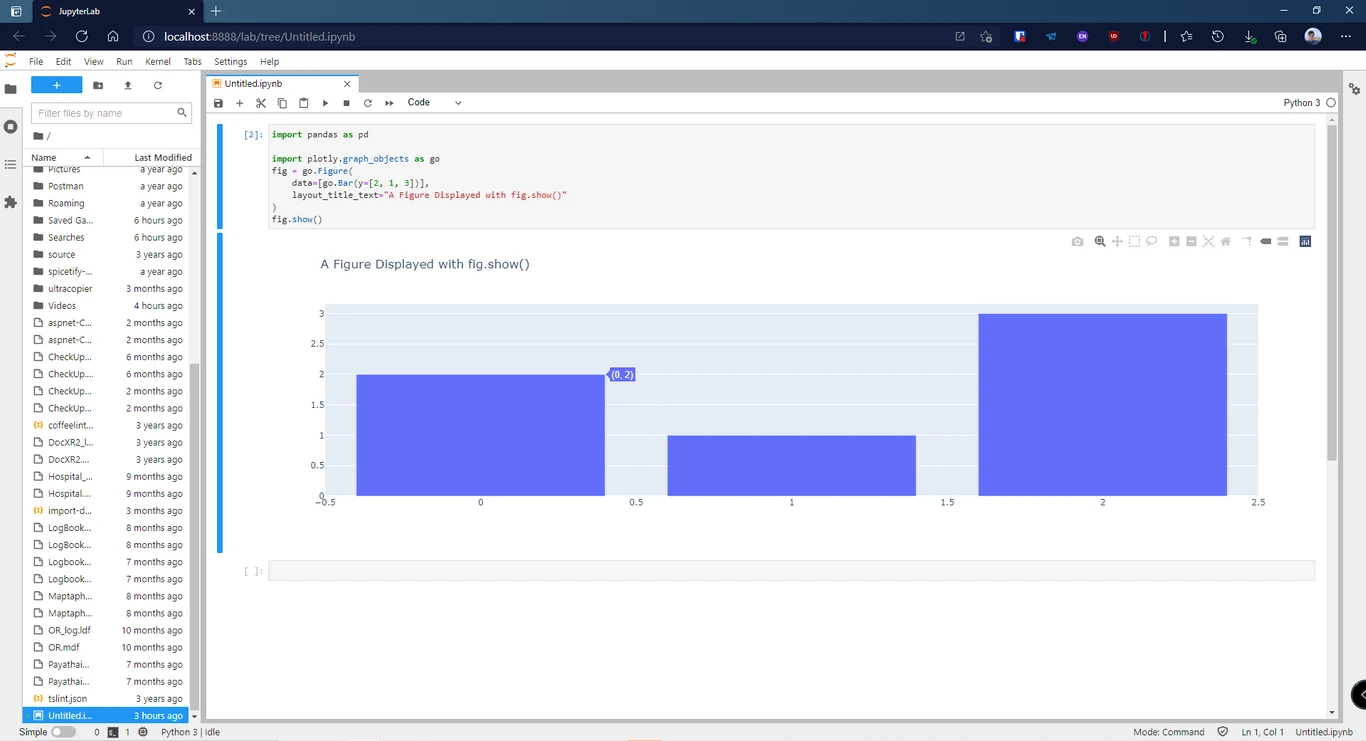 JupyterLab
localhost:8888/lab/tree/Untitled.ipynb
EN
UD
File Edit View Run Kernel Tabs Settings Help
Untitled.ipynb
Filter files by name
Code
Python 3
/
Name Last Modified
Pictures a year ago
Postman a year ago
Roaming a year ago
Saved Ga... 6 hours ago
Searches 6 hours ago
source 3 years ago
spicetify-... a year ago
ultracopier 3 months ago
Videos 4 hours ago
aspnet-C... 2 months ago
aspnet-C... 2 months ago
CheckUp... 6 months ago
CheckUp.... 6 months ago
CheckUp... 2 months ago
CheckUp... 2 months ago
coffeelint... 3 years ago
DocXR2_l... 3 years ago
DocXR2.... 3 years ago
Hospital_... 9 months ago
Hospital.... 9 months ago
import-d... 3 months ago
LogBook... 8 months ago
LogBook... 8 months ago
Logbook... 7 months ago
Logbook... 7 months ago
Maptaph... 8 months ago
Maptaph... 8 months ago
OR_log.ldf 10 months ago
OR.mdf 10 months ago
Payathai... 7 months ago
Payathai... 7 months ago
tslint.json 3 years ago
Untitled.i... 3 hours ago
[2]:
import pandas as pd
import plotly.graph_objects as go
fig = go.Figure(
data=[go.Bar(y=[2, 1, 3])],
layout_title_text="A Figure Displayed with fig.show()"
)
fig.show()
A Figure Displayed with fig.show()
3
2.5
2
(0, 2)
1.5
1
0.5
0
−0.5 0 0.5 1 1.5 2 2.5
[ ]:
Simple 0 1 Python 3 | Idle Mode: Command Ln 1, Col 1 Untitled.ipynb